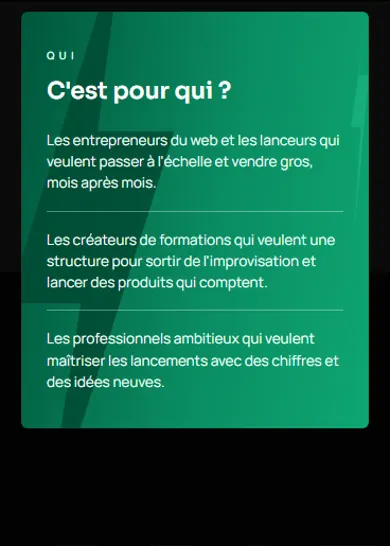 QUI
C'est pour qui ?
Les entrepreneurs du web et les lanceurs qui
veulent passer à l'échelle et vendre gros,
mois après mois.
Les créateurs de formations qui veulent une
structure pour sortir de l'improvisation et
lancer des produits qui comptent.
Les professionnels ambitieux qui veulent
maîtriser les lancements avec des chiffres et
des idées neuves.